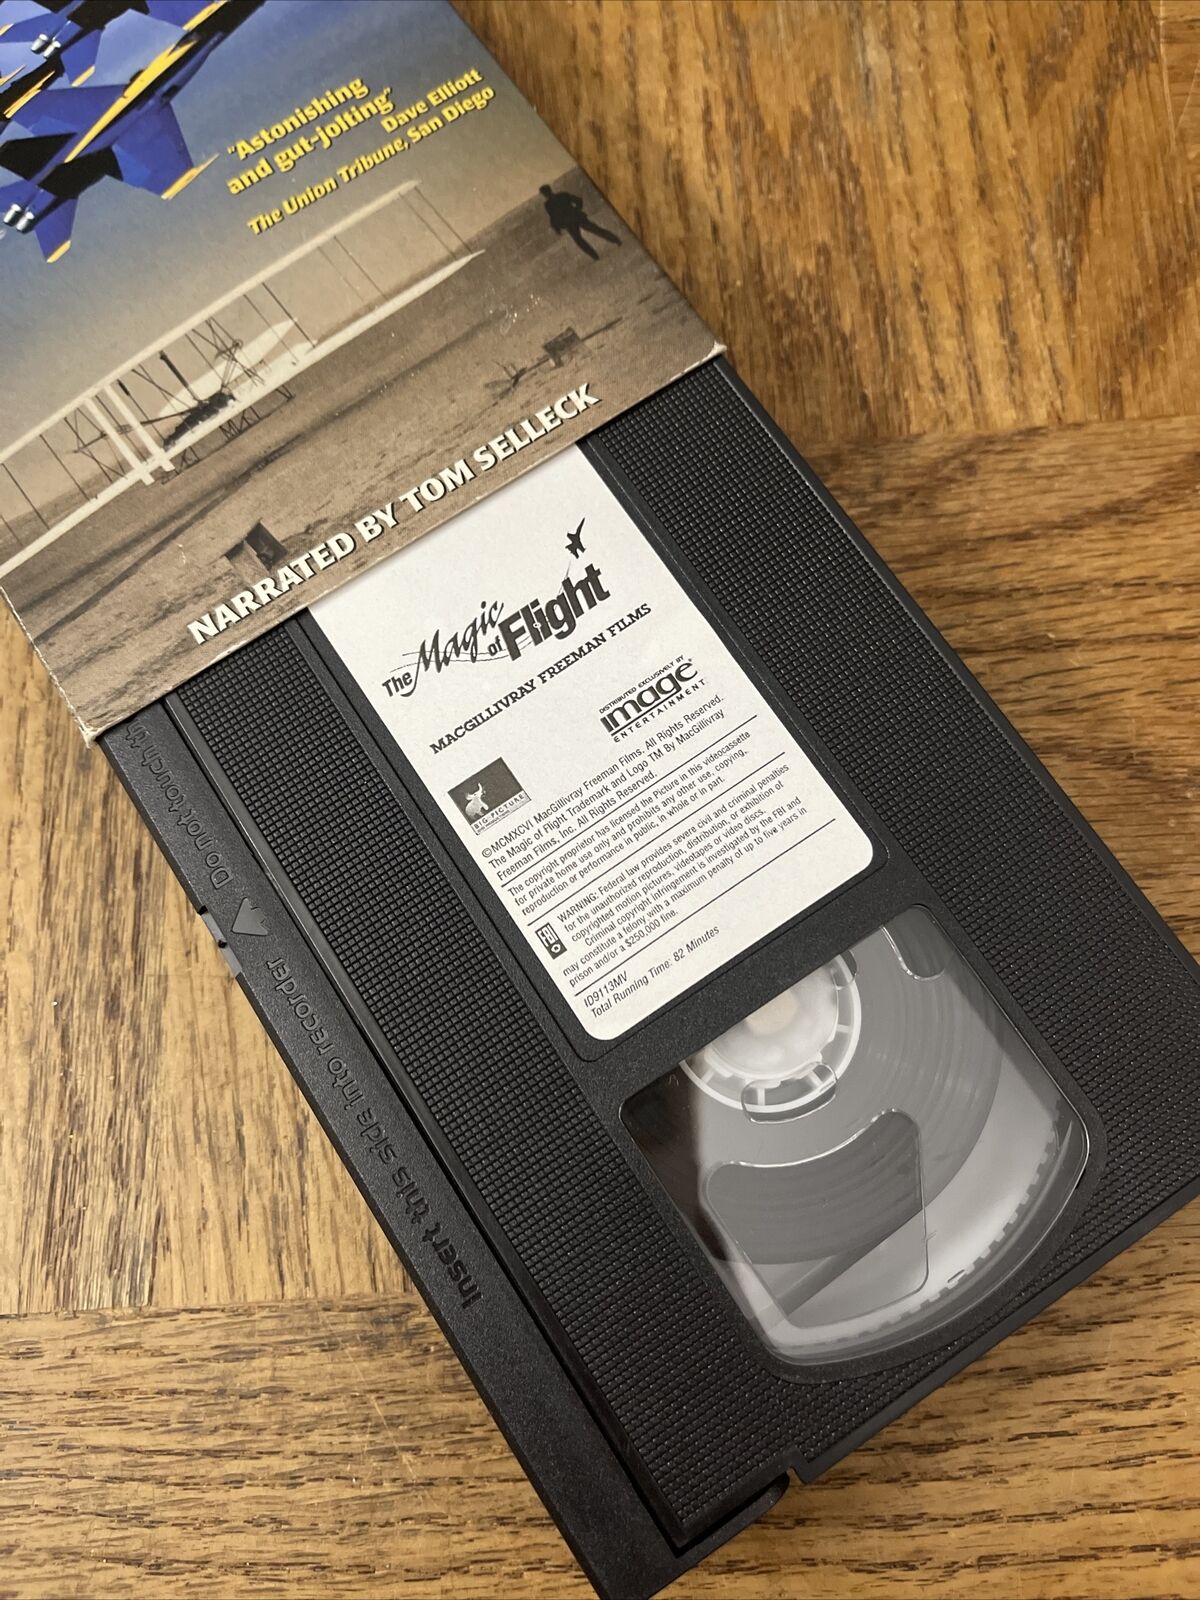 "Astonishing
and gut-jolting"
Dave Elliott
The Union Tribune, San Diego
NARRATED BY TOM SELLECK
The Magic of Flight
MACGILLIVRAY FREEMAN FILMS
DISTRIBUTED EXCLUSIVELY BY
image
ENTERTAINMENT
BIG PICTURE
©MCMXCVI MacGillivray Freeman Films. All Rights Reserved.
The Magic of Flight Trademark and Logo TM By MacGillivray
Freeman Films, Inc. All Rights Reserved.
The copyright proprietor has licensed the Picture in this videocassette
for private home use only and prohibits any other use, copying,
reproduction or performance in public, in whole or in part.
FBI
WARNING: Federal law provides severe civil and criminal penalties
for the unauthorized reproduction, distribution, or exhibition of
copyrighted motion pictures, videotapes or video discs.
Criminal copyright infringement is investigated by the FBI and
may constitute a felony with a maximum penalty of up to five years in
prison and/or a $250,000 fine.
ID9113MV
Total Running Time: 82 Minutes
Insert this side into recorder
Do not touch th